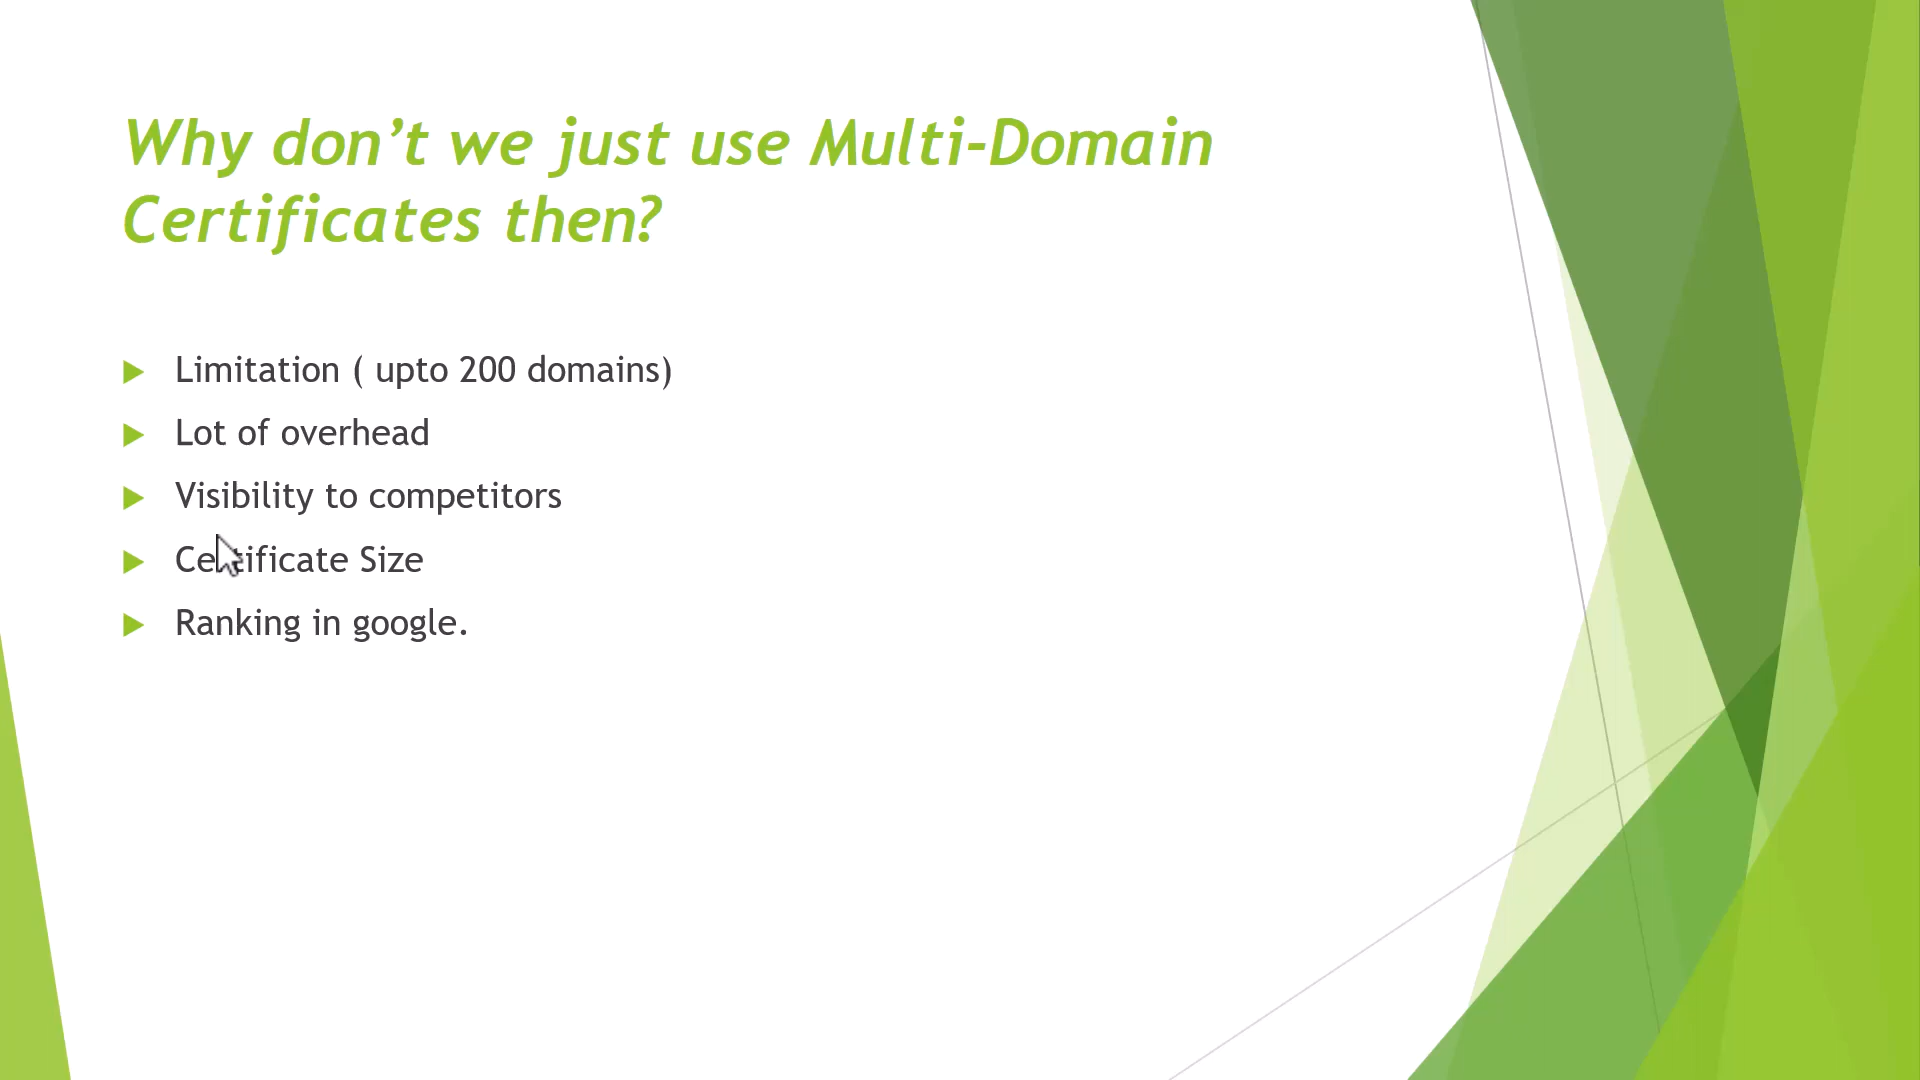 Why don’t we just use Multi-Domain
Certificates then?
Limitation ( upto 200 domains)
Lot of overhead
Visibility to competitors
Certificate Size
Ranking in google.